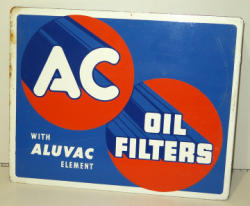 AC
OIL
FILTERS
WITH
ALUVAC
ELEMENT